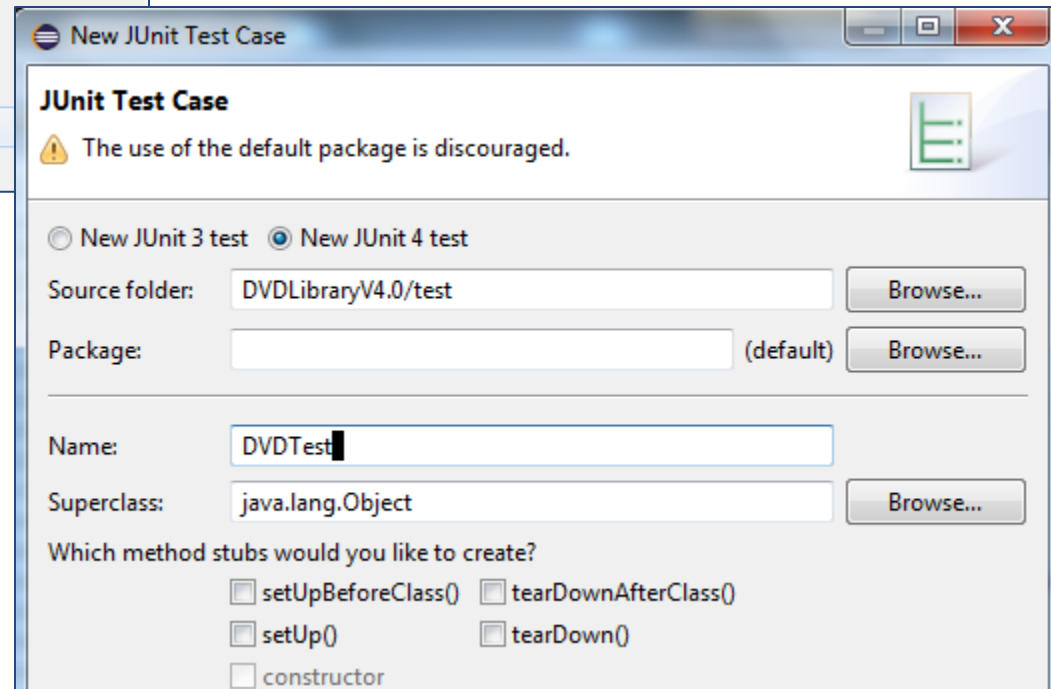 New JUnit Test Case
JUnit Test Case
The use of the default package is discouraged.
New JUnit 3 test New JUnit 4 test
Source folder: DVDLibraryV4.0/test Browse...
Package: (default) Browse...
Name: DVDTest
Superclass: java.lang.Object Browse...
Which method stubs would you like to create?
setUpBeforeClass() tearDownAfterClass()
setUp() tearDown()
constructor